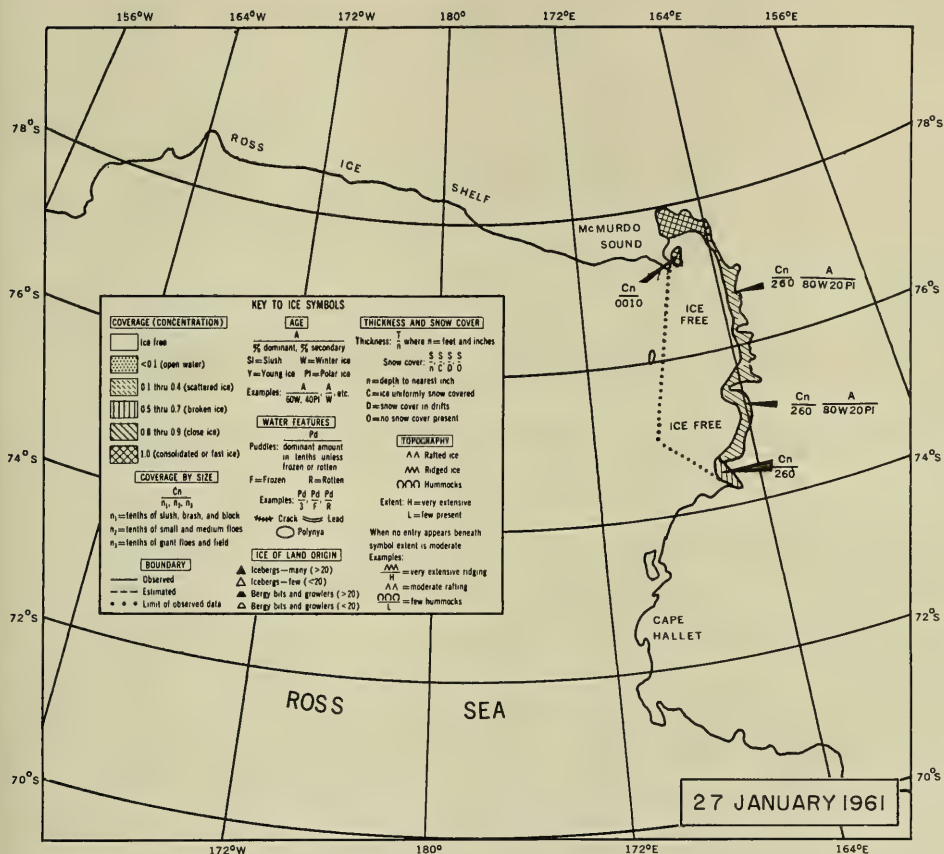 156°W
164°W
172°W
180°
172°E
164°E
156°E
78°S
78°S
ROSS
ICE
SHELF
McMURDO
SOUND
Cn
0010
ICE
FREE
Cn A
260 80W20PI
76°S
76°S
KEY TO ICE SYMBOLS
COVERAGE (CONCENTRATION)
Ice free
<0.1 (open water)
0.1 thru 0.4 (scattered ice)
0.5 thru 0.7 (broken ice)
0.8 thru 0.9 (close ice)
1.0 (consolidated or fast ice)
COVERAGE BY SIZE
Cn
n₁, n₂, n₃
n₁=tenths of slush, brash, and block
n₂=tenths of small and medium floes
n₃=tenths of giant floes and field
BOUNDARY
Observed
Estimated
Limit of observed data
AGE
A
% dominant, % secondary
Sl=Slush W=Winter ice
Y=Young ice Pl=Polar ice
Examples: A/60W, 40PI; A/W, etc.
WATER FEATURES
Pd
Puddles: dominant amount
in tenths unless
frozen or rotten
F=Frozen R=Rotten
Examples: Pd/3, Pd/F, Pd/R
Crack Lead
Polynya
ICE OF LAND ORIGIN
Icebergs—many (>20)
Icebergs—few (<20)
Bergy bits and growlers (>20)
Bergy bits and growlers (<20)
THICKNESS AND SNOW COVER
Thickness: T/n where n=feet and inches
Snow cover: S/n, S/C, S/D, S/O
n=depth to nearest inch
C=ice uniformly snow covered
D=snow cover in drifts
O=no snow cover present
TOPOGRAPHY
Rafted ice
Ridged ice
Hummocks
Extent: H=very extensive
L=few present
When no entry appears beneath
symbol extent is moderate
Examples:
H =very extensive ridging
=moderate rafting
L =few hummocks
ICE FREE
Cn A
260 80W20PI
Cn
260
74°S
74°S
72°S
72°S
CAPE
HALLET
ROSS SEA
70°S
70°S
27 JANUARY 1961
172°W
180°
172°E
164°E